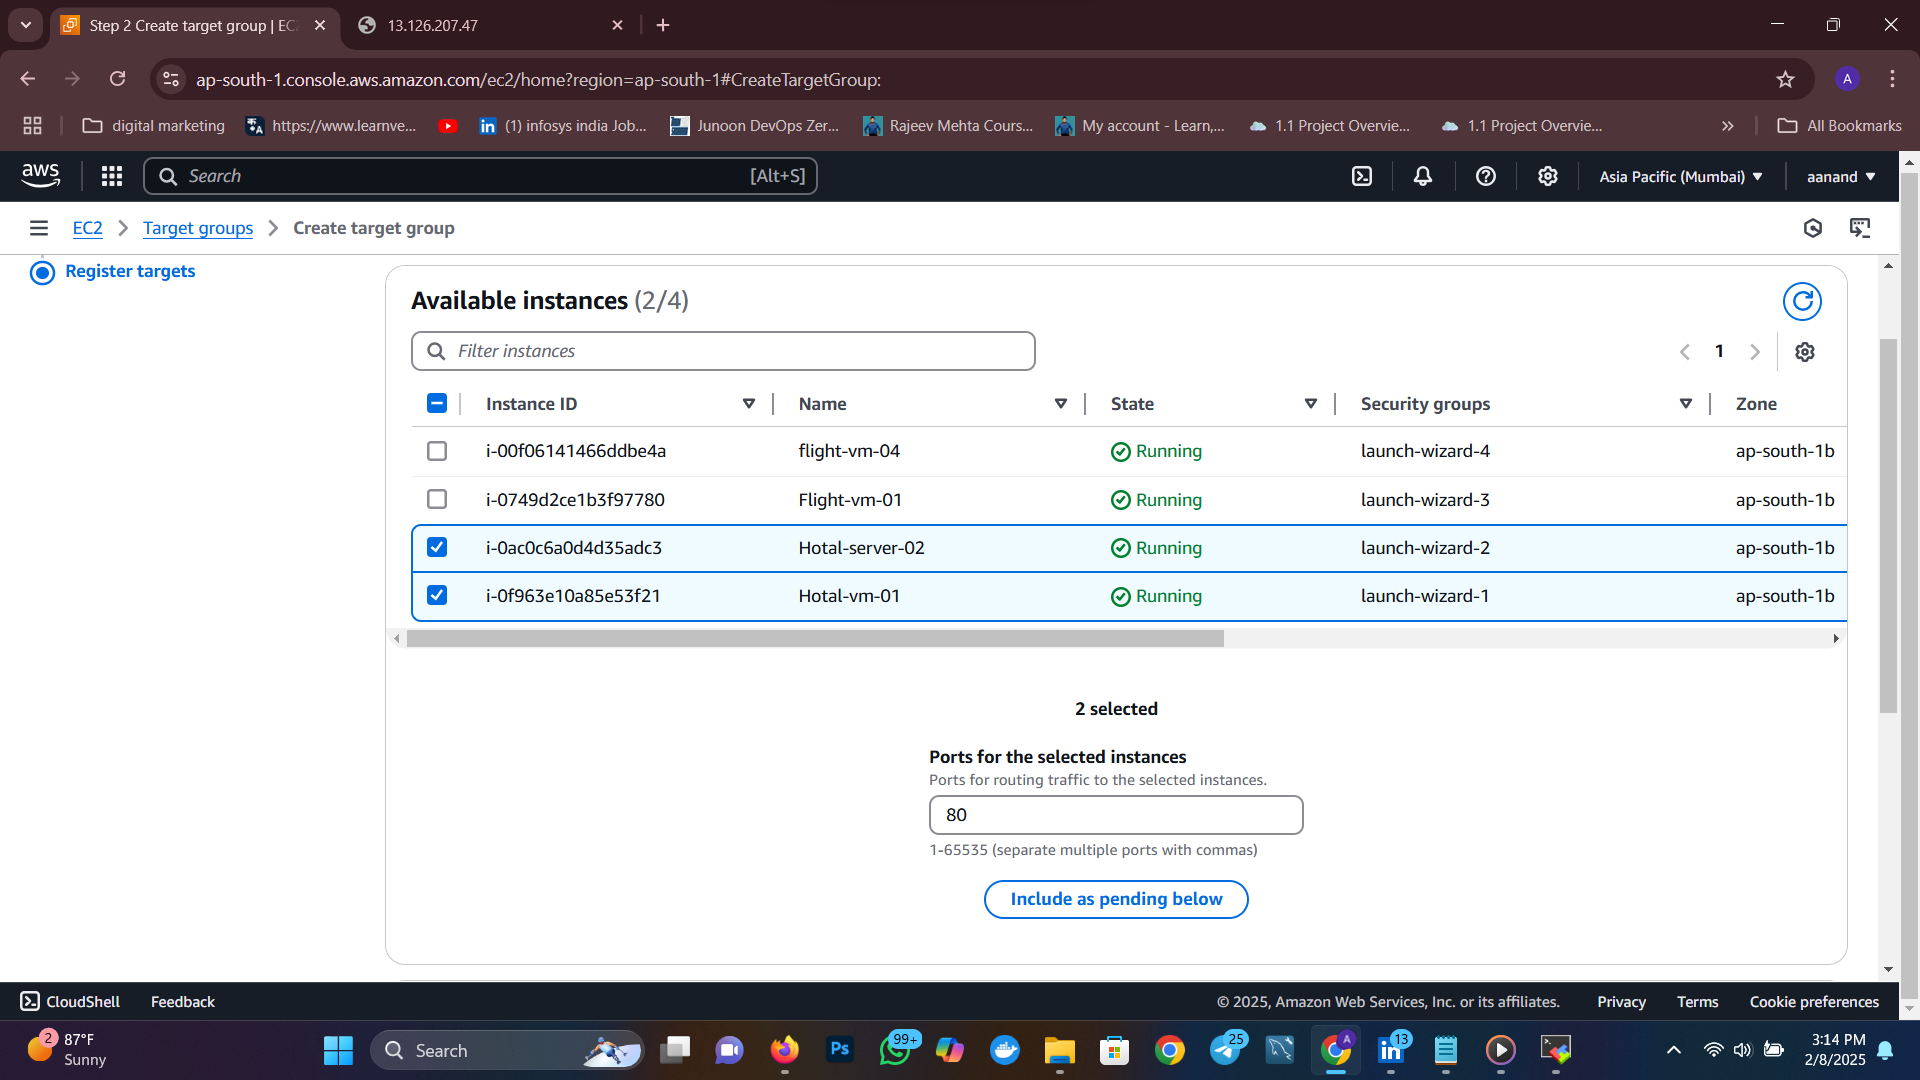 Step 2 Create target group | EC
13.126.207.47
ap-south-1.console.aws.amazon.com/ec2/home?region=ap-south-1#CreateTargetGroup:
A
digital marketing
https://www.learnve...
(1) infosys india Job...
Junoon DevOps Zer...
Rajeev Mehta Cours...
My account - Learn,...
1.1 Project Overvie...
1.1 Project Overvie...
All Bookmarks
aws
Search
[Alt+S]
Asia Pacific (Mumbai)
aanand
EC2
Target groups
Create target group
Register targets
Available instances (2/4)
Filter instances
1
Instance ID
Name
State
Security groups
Zone
i-00f06141466ddbe4a flight-vm-04 Running launch-wizard-4 ap-south-1b
i-0749d2ce1b3f97780 Flight-vm-01 Running launch-wizard-3 ap-south-1b
i-0ac0c6a0d4d35adc3 Hotal-server-02 Running launch-wizard-2 ap-south-1b
i-0f963e10a85e53f21 Hotal-vm-01 Running launch-wizard-1 ap-south-1b
2 selected
Ports for the selected instances
Ports for routing traffic to the selected instances.
80
1-65535 (separate multiple ports with commas)
Include as pending below
CloudShell
Feedback
© 2025, Amazon Web Services, Inc. or its affiliates.
Privacy
Terms
Cookie preferences
2
87°F
Sunny
Search
Ps
99+
25
A
in
13
3:14 PM
2/8/2025